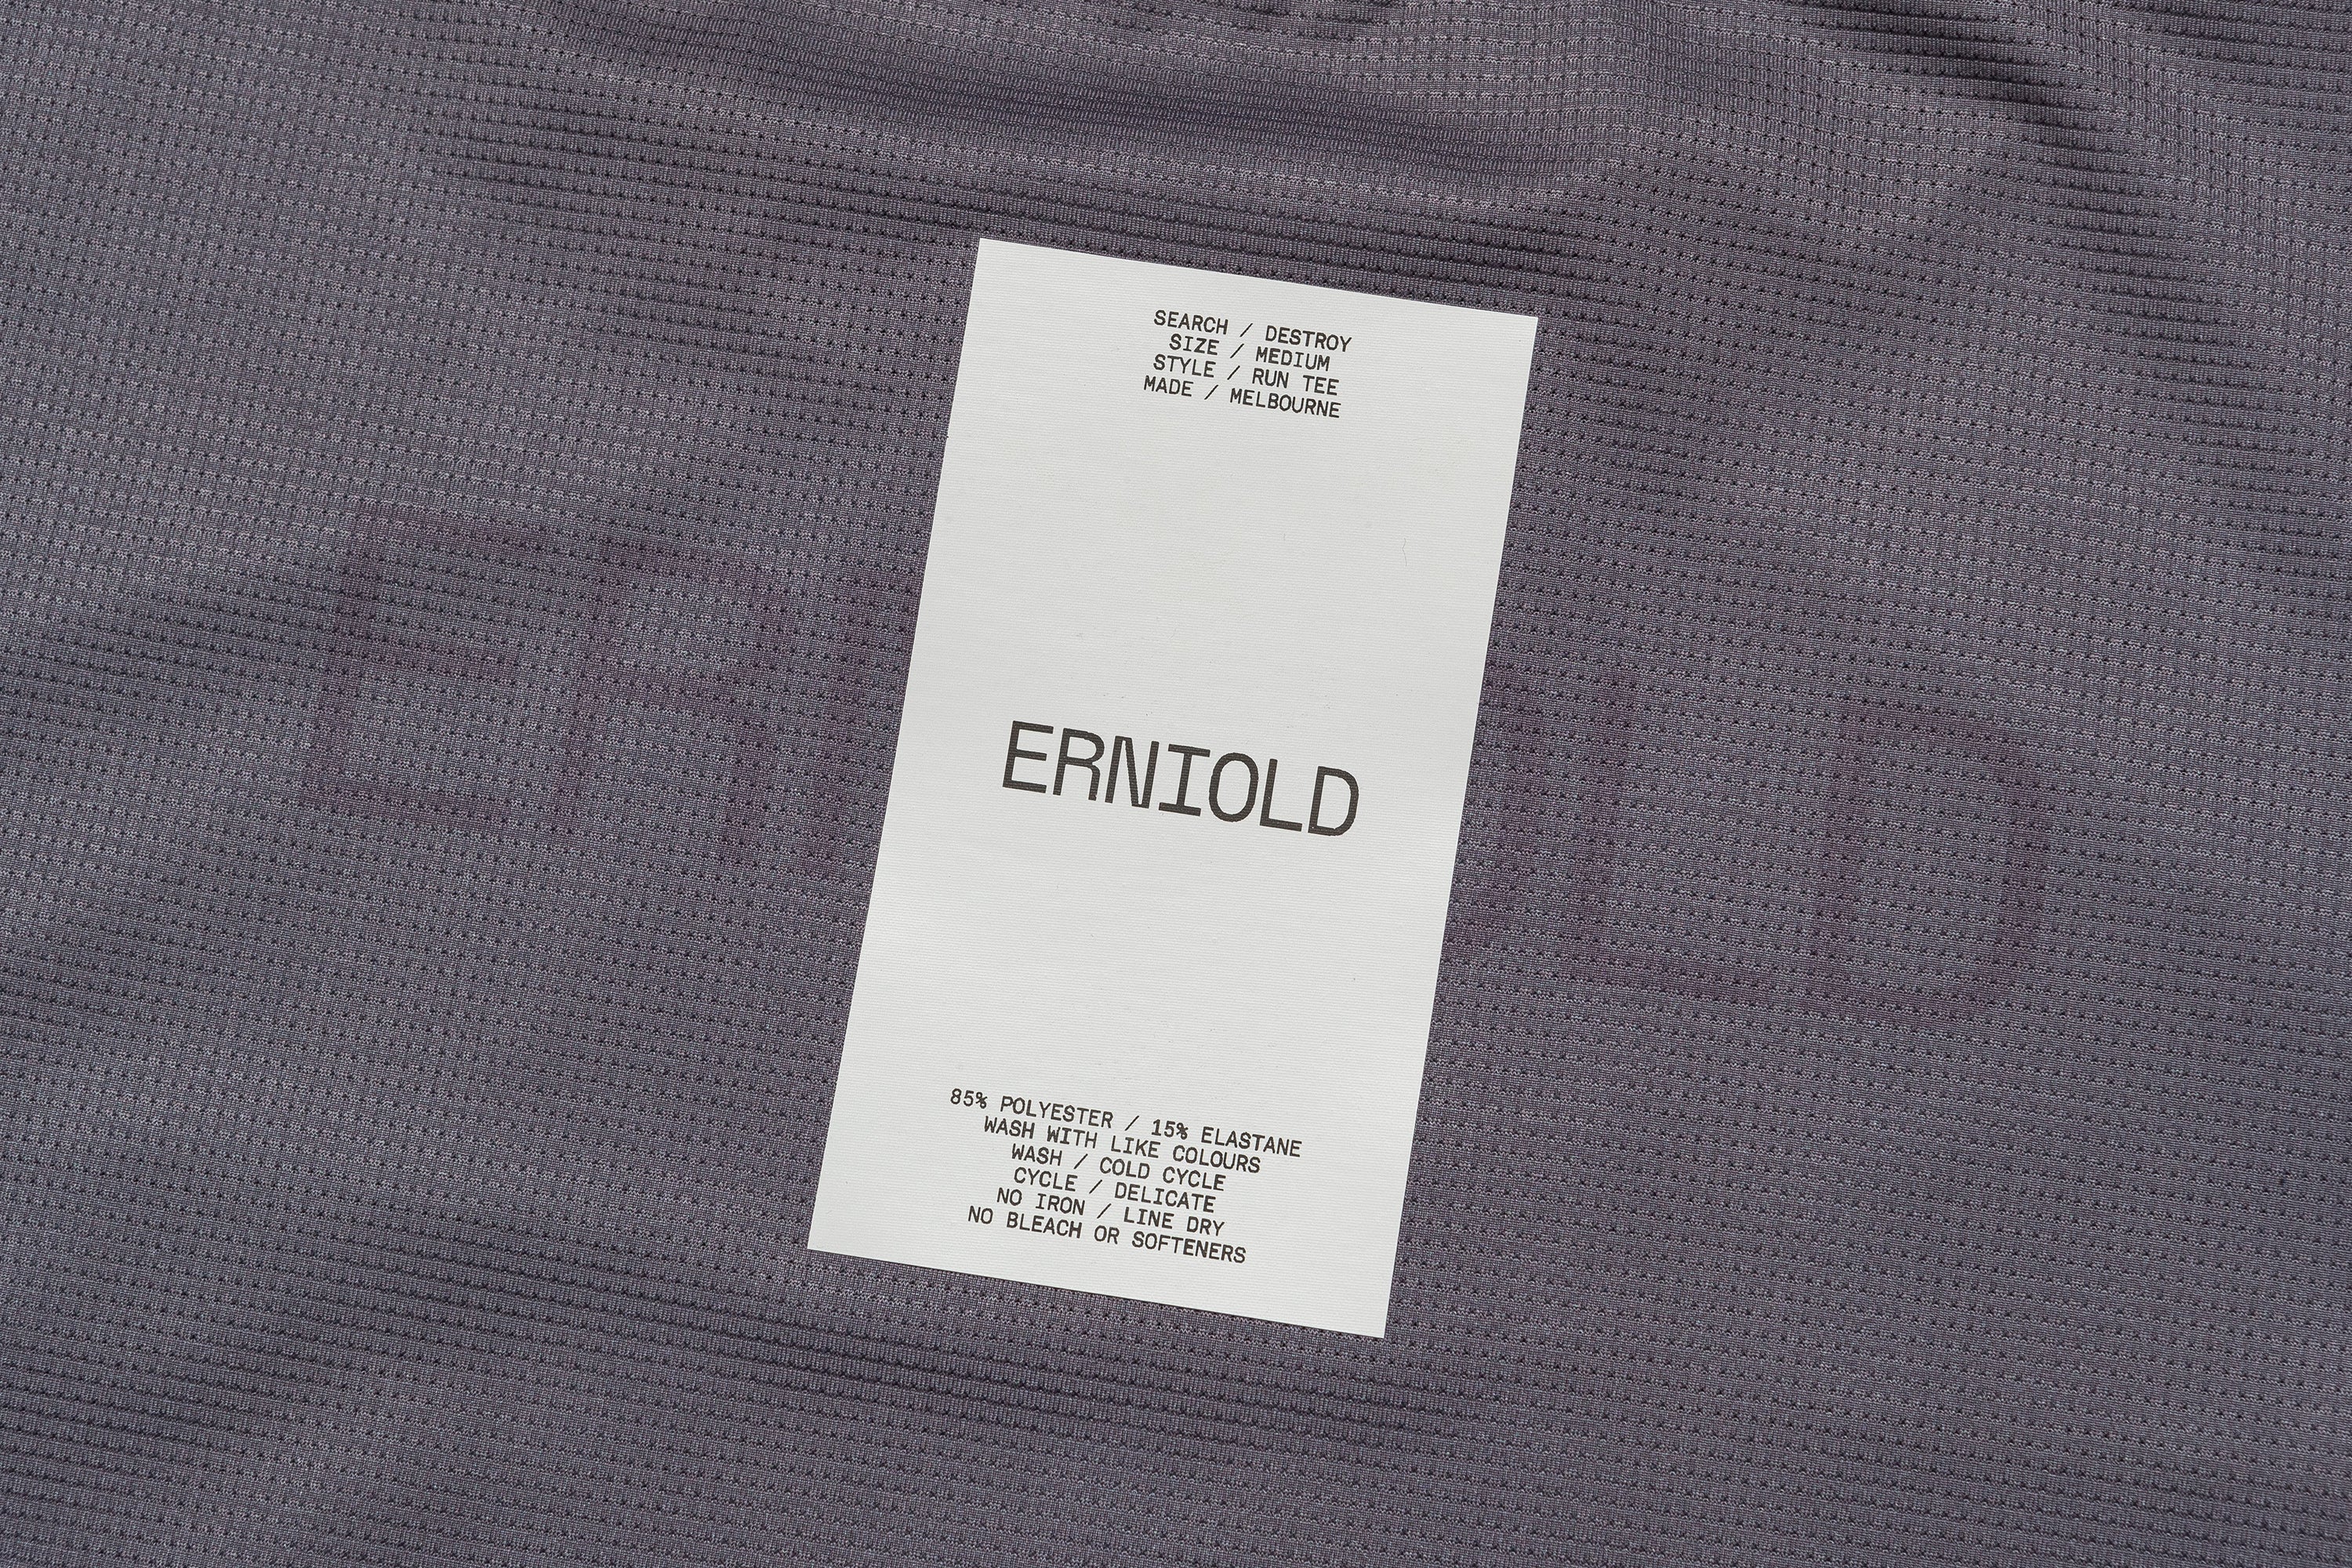 SEARCH / DESTROY
SIZE / MEDIUM
STYLE / RUN TEE
MADE / MELBOURNE
ERNIOLD
85% POLYESTER / 15% ELASTANE
WASH WITH LIKE COLOURS
WASH / COLD CYCLE
CYCLE / DELICATE
NO IRON / LINE DRY
NO BLEACH OR SOFTENERS